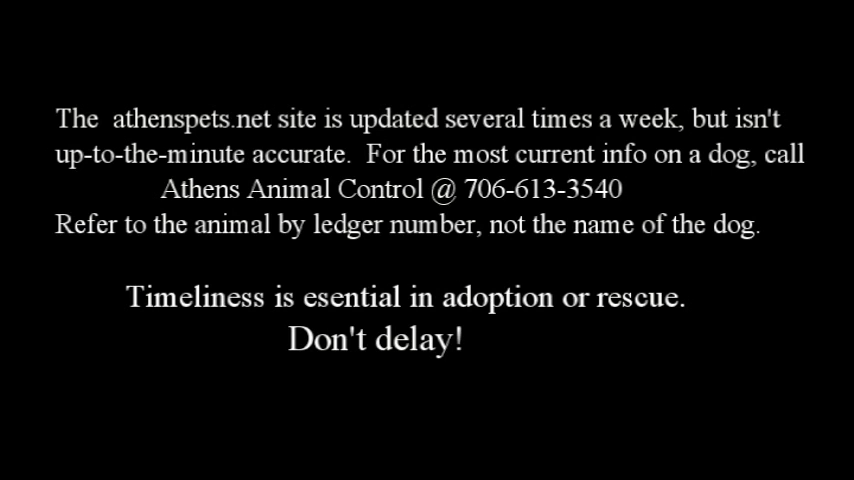 The  athenspets.net site is updated several times a week, but isn't
up-to-the-minute accurate.  For the most current info on a dog, call
Athens Animal Control @ 706-613-3540
Refer to the animal by ledger number, not the name of the dog.
Timeliness is esential in adoption or rescue.
Don't delay!